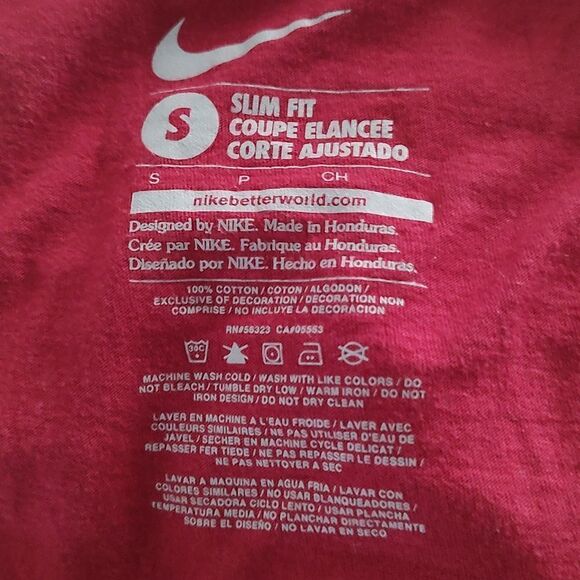 S
SLIM FIT
COUPE ELANCEE
CORTE AJUSTADO
S P CH
nikebetterworld.com
Designed by NIKE. Made in Honduras.
Crée par NIKE. Fabrique au Honduras.
Diseñado por NIKE. Hecho en Honduras.
100% COTTON / COTON / ALGODON /
EXCLUSIVE OF DECORATION / DECORATION NON
COMPRISE / NO INCLUYE LA DECORACION
RN#56323 CA#05553
30C
MACHINE WASH COLD / WASH WITH LIKE COLORS / DO
NOT BLEACH / TUMBLE DRY LOW / WARM IRON / DO NOT
IRON DESIGN / DO NOT DRY CLEAN
LAVER EN MACHINE A L'EAU FROIDE / LAVER AVEC
COULEURS SIMILAIRES / NE PAS UTILISER D'EAU DE
JAVEL / SECHER EN MACHINE CYCLE DELICAT /
REPASSER FER TIEDE / NE PAS REPASSER LE DESSIN /
NE PAS NETTOYER A SEC
LAVAR A MAQUINA EN AGUA FRIA / LAVAR CON
COLORES SIMILARES / NO USAR BLANQUEADORES /
USAR SECADORA CICLO LENTO / USAR PLANCHA
TEMPERATURA MEDIA / NO PLANCHAR DIRECTAMENTE
SOBRE EL DISEÑO / NO LAVAR EN SECO